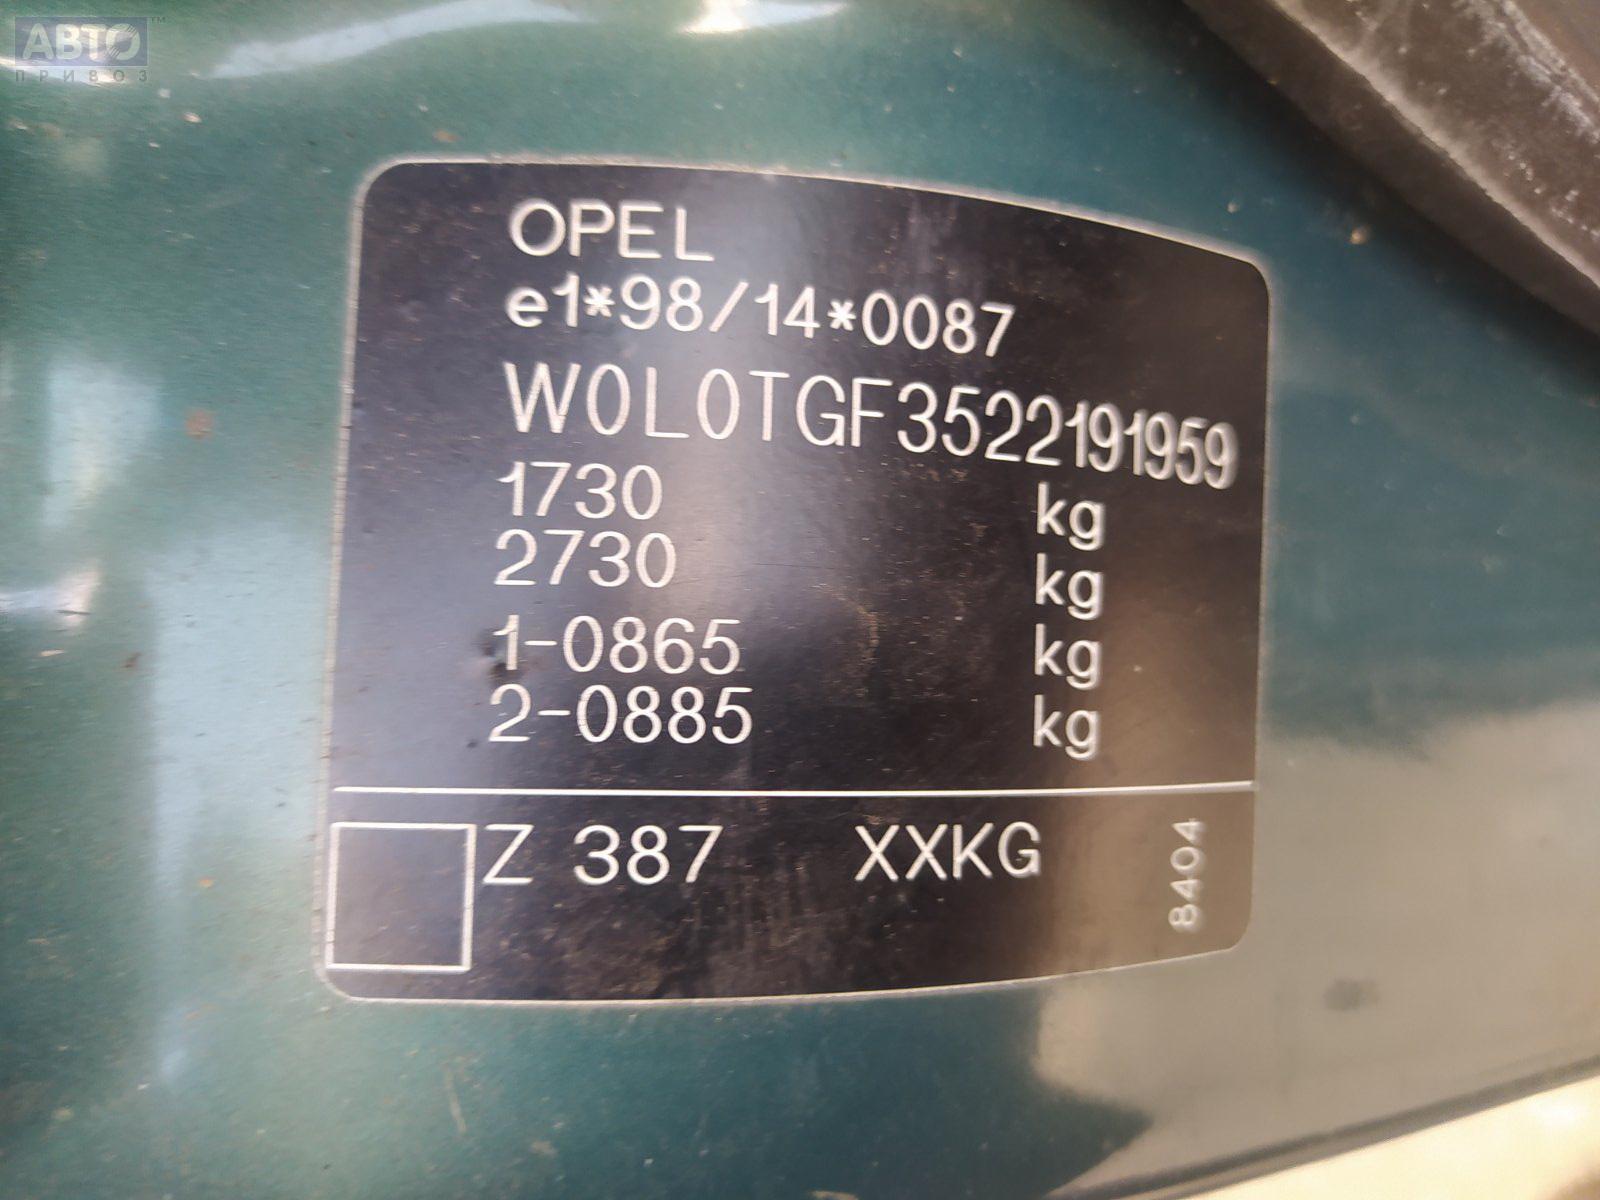 АВТО™
ПРИВОЗ
OPEL
e1*98/14*0087
W0L0TGF3522191959
1730 kg
2730 kg
1-0865 kg
2-0885 kg
Z 387 XXKG
8404